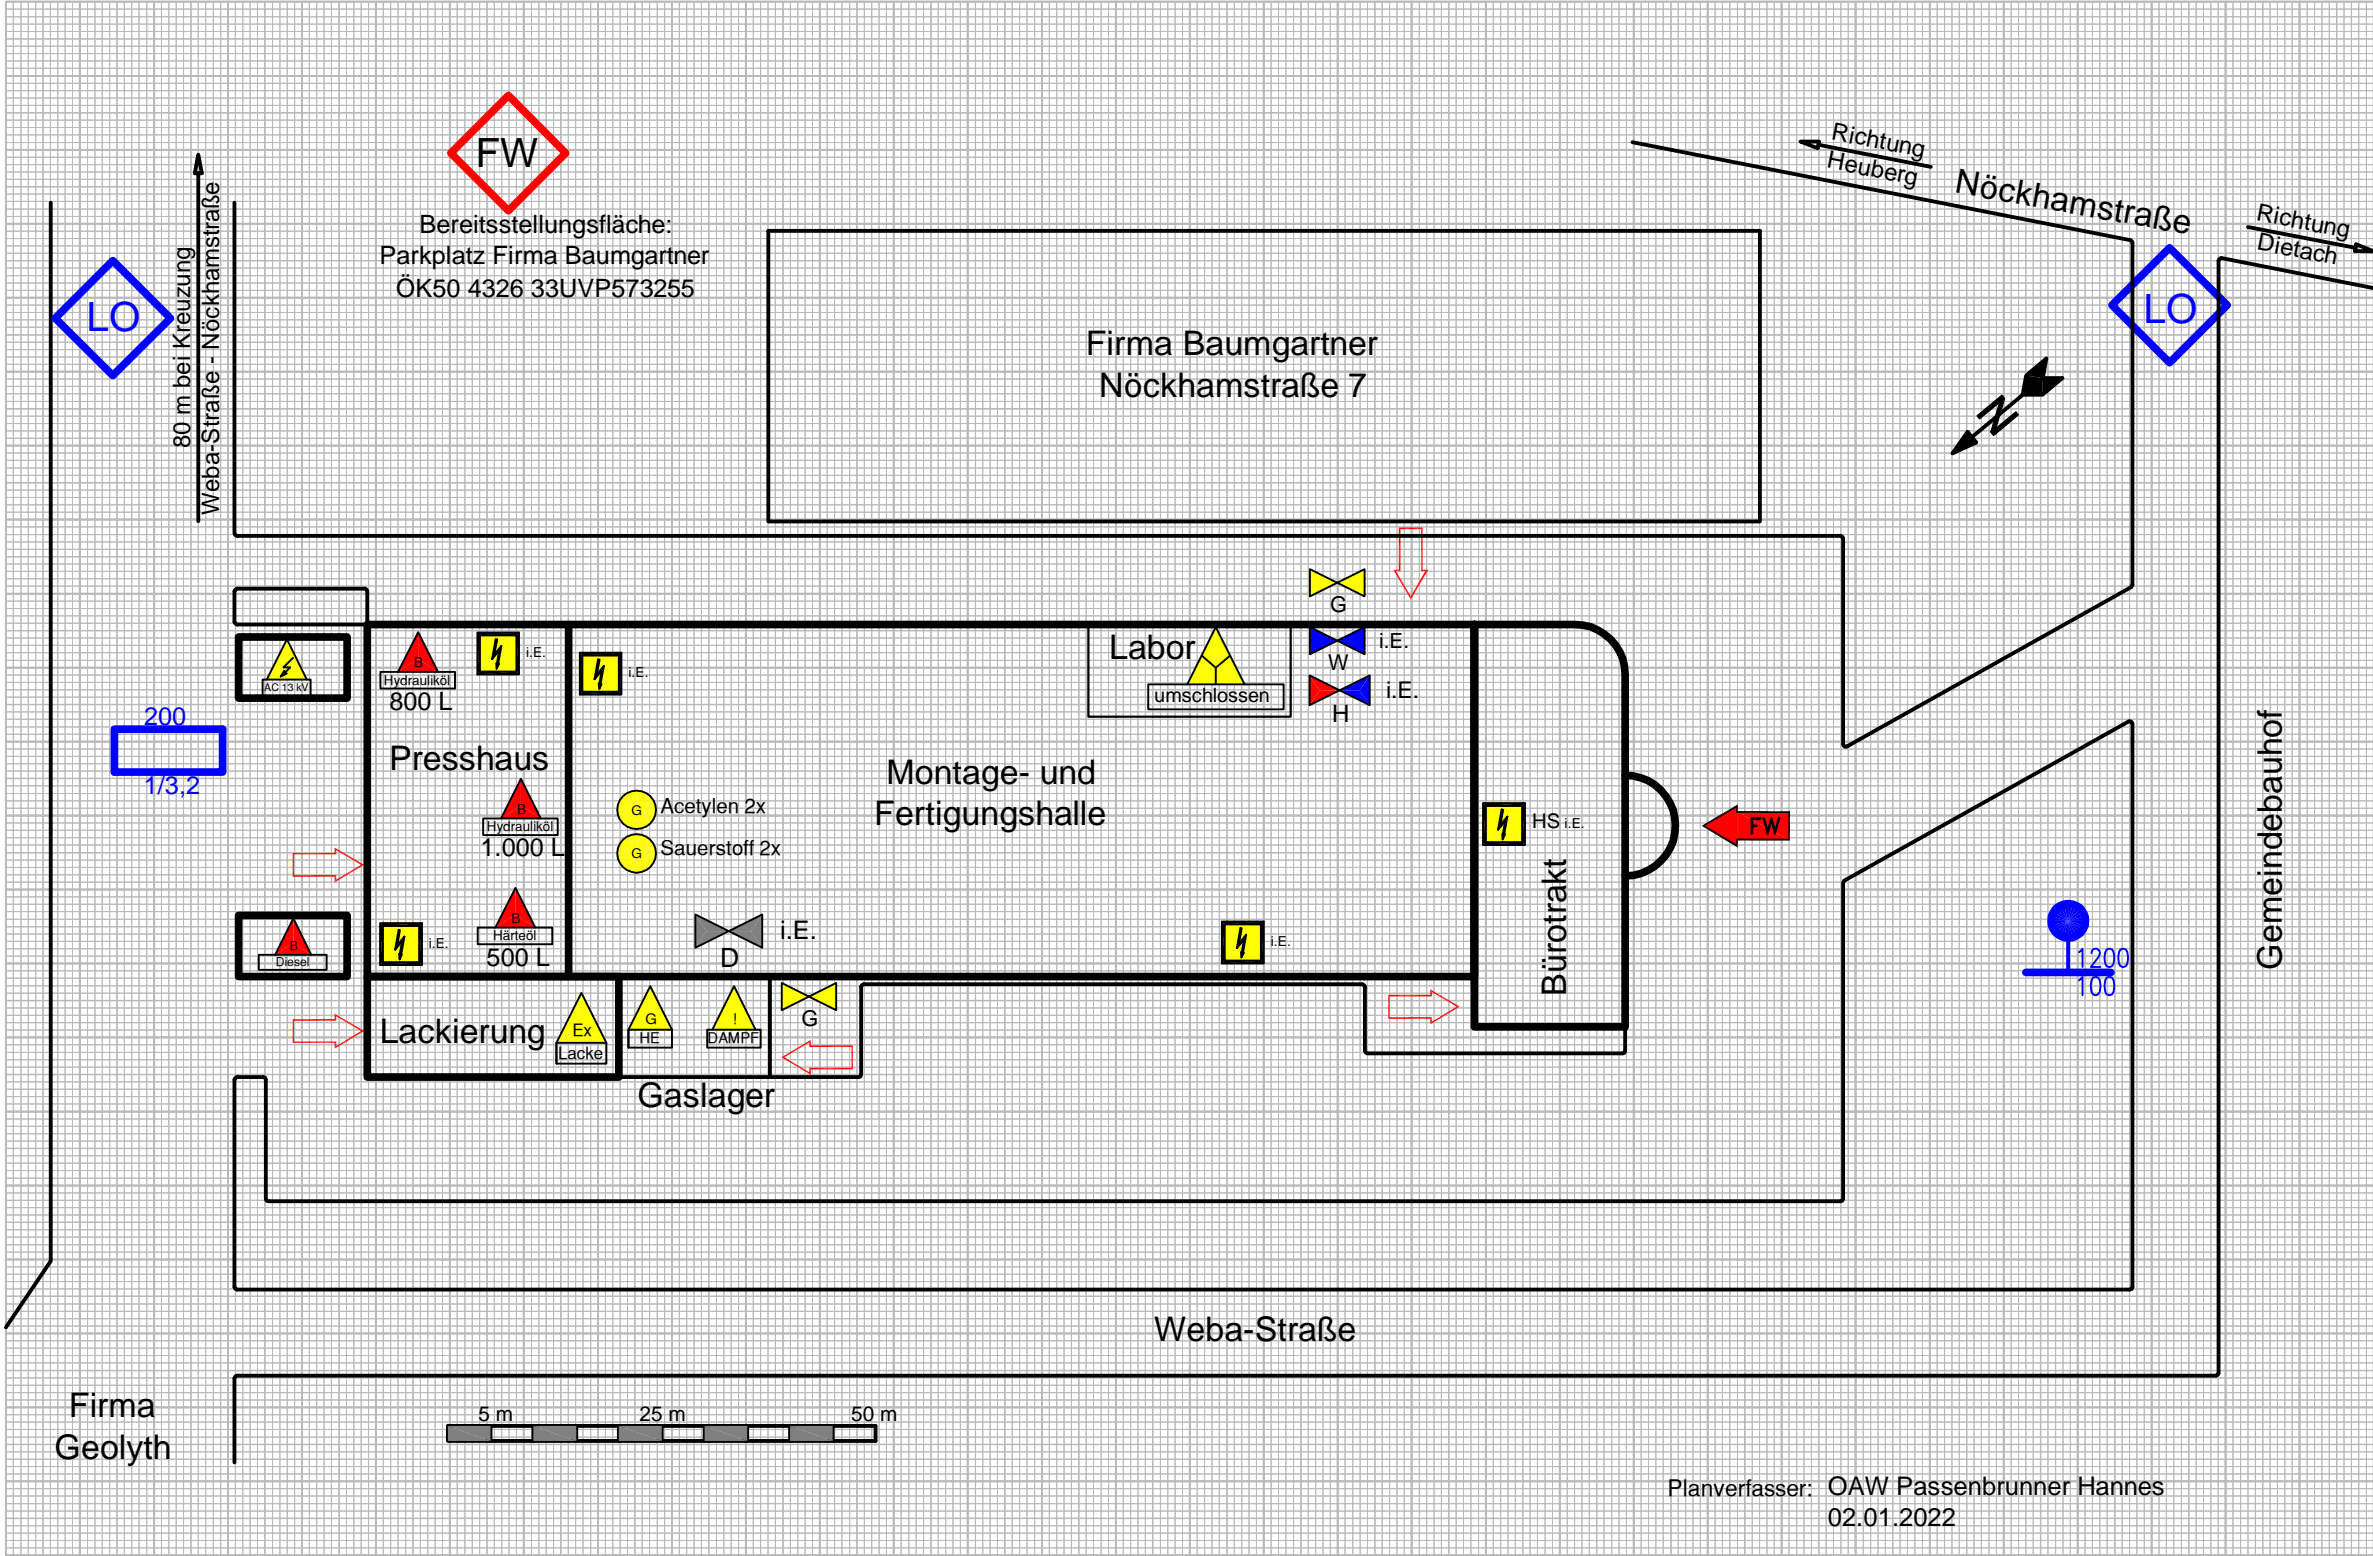 FW
Bereitsstellungsfläche:
Parkplatz Firma Baumgartner
ÖK50 4326 33UVP573255
LO
80 m bei Kreuzung
Weba-Straße - Nöckhamstraße
Firma Baumgartner
Nöckhamstraße 7
Richtung
Heuberg
Nöckhamstraße
Richtung
Dietach
LO
N
G
W
i.E.
H
i.E.
Labor
umschlossen
AC 13 kV
B
Hydrauliköl
800 L
i.E.
i.E.
200
1/3,2
Presshaus
B
Hydrauliköl
1.000 L
G
Acetylen 2x
G
Sauerstoff 2x
Montage- und
Fertigungshalle
HS i.E.
Bürotrakt
FW
Gemeindebauhof
B
Diesel
i.E.
B
Härteöl
500 L
i.E.
D
i.E.
1200
100
Lackierung
Ex
Lacke
G
HE
!
DAMPF
G
Gaslager
Weba-Straße
Firma
Geolyth
5 m
25 m
50 m
Planverfasser: OAW Passenbrunner Hannes
02.01.2022